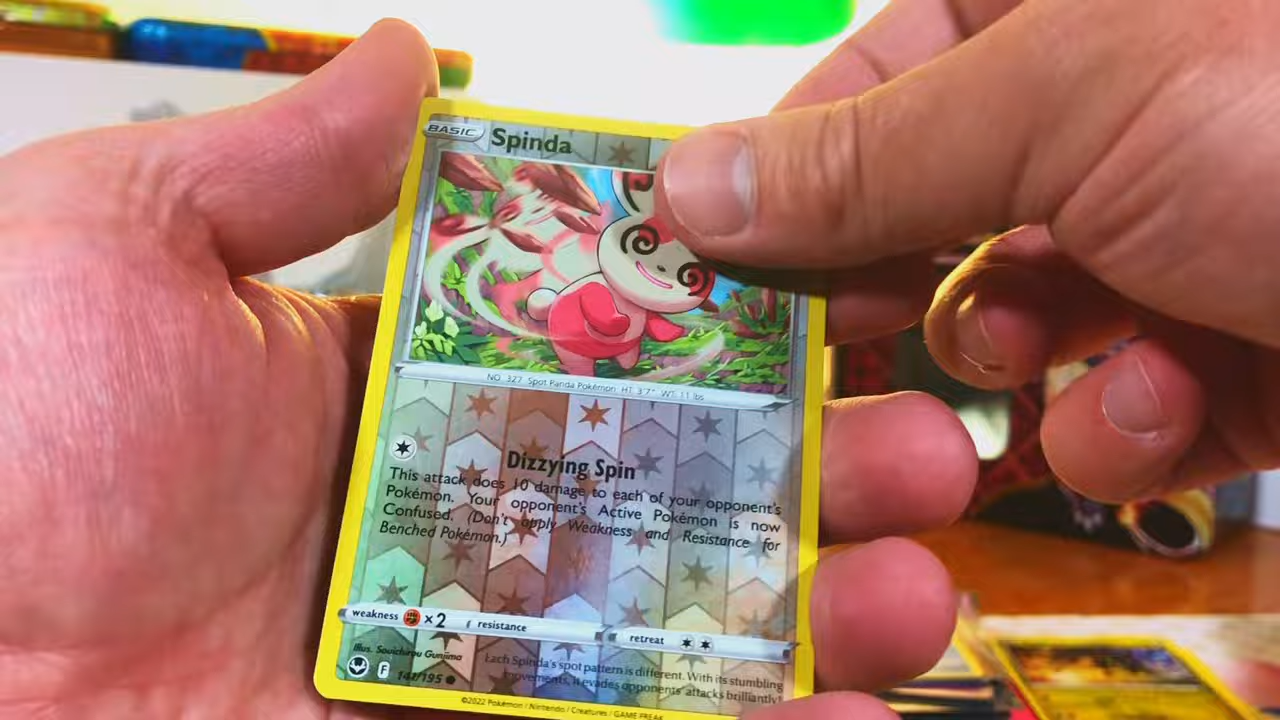 BASIC Spinda
NO. 327 Spot Panda Pokémon HT: 3'7" WT: 11 lbs
Dizzying Spin
This attack does 10 damage to each of your opponent's
Pokémon. Your opponent's Active Pokémon is now
Confused. (Don't apply Weakness and Resistance for
Benched Pokémon.)
weakness ×2 resistance retreat
Illus. Souichirou Gunjima
Each Spinda's spot pattern is different. With its stumbling
movements, it evades opponents' attacks brilliantly!
F 141/195
©2022 Pokémon / Nintendo / Creatures / GAME FREAK